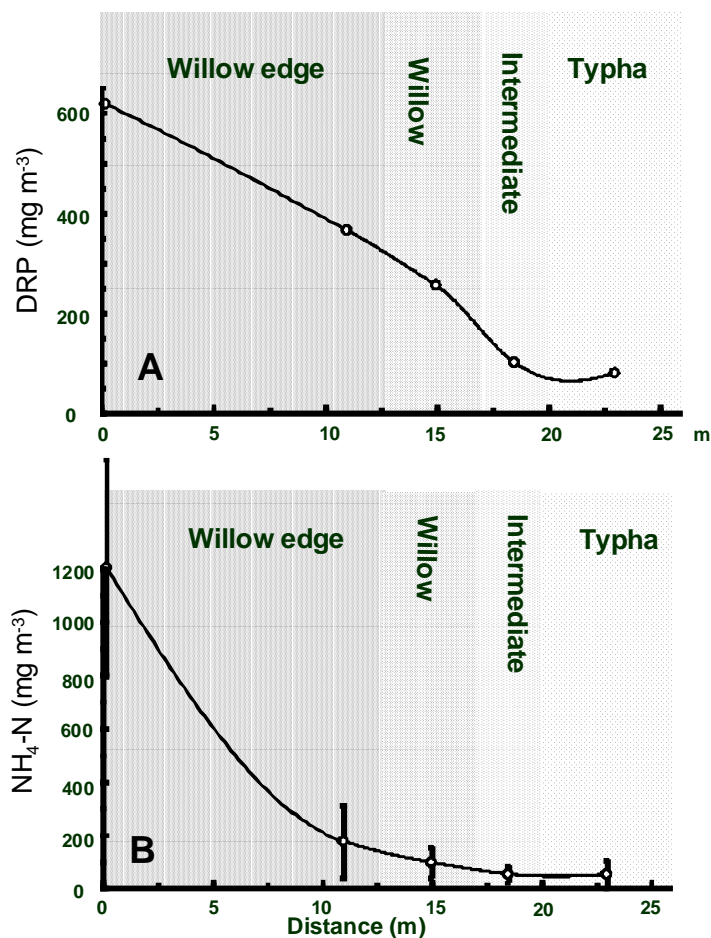 Willow edge
Willow
Intermediate
Typha
DRP (mg m-3)
600
400
200
0
A
0 5 10 15 20 25 m
Willow edge
Willow
Intermediate
Typha
NH4-N (mg m-3)
1200
1000
800
600
400
200
0
B
0 5 10 15 20 25
Distance (m)